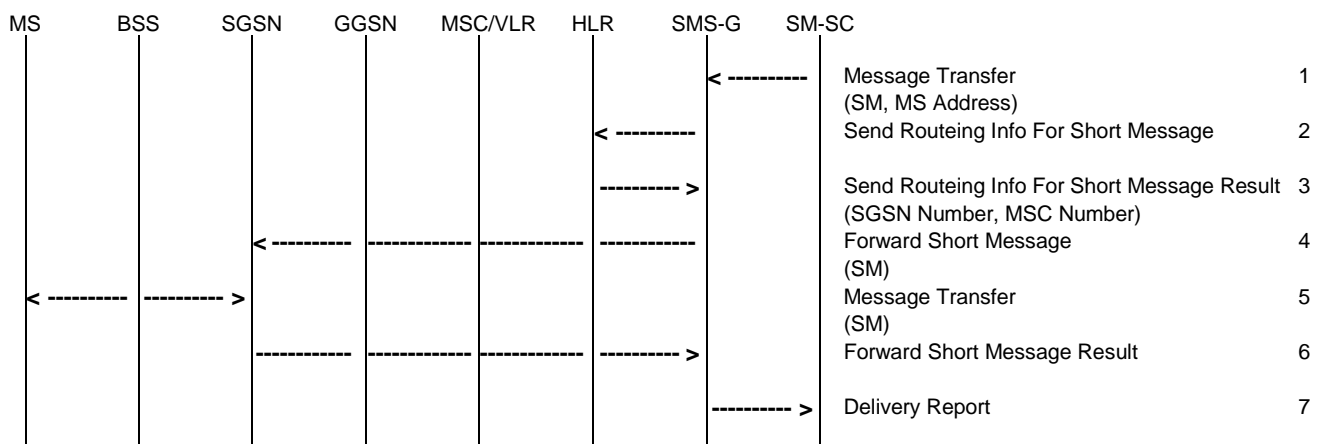 MS BSS SGSN GGSN MSC/VLR HLR SMS-G SM-SC
Message Transfer 1
(SM, MS Address)
Send Routeing Info For Short Message 2
Send Routeing Info For Short Message Result 3
(SGSN Number, MSC Number)
Forward Short Message 4
(SM)
Message Transfer 5
(SM)
Forward Short Message Result 6
Delivery Report 7